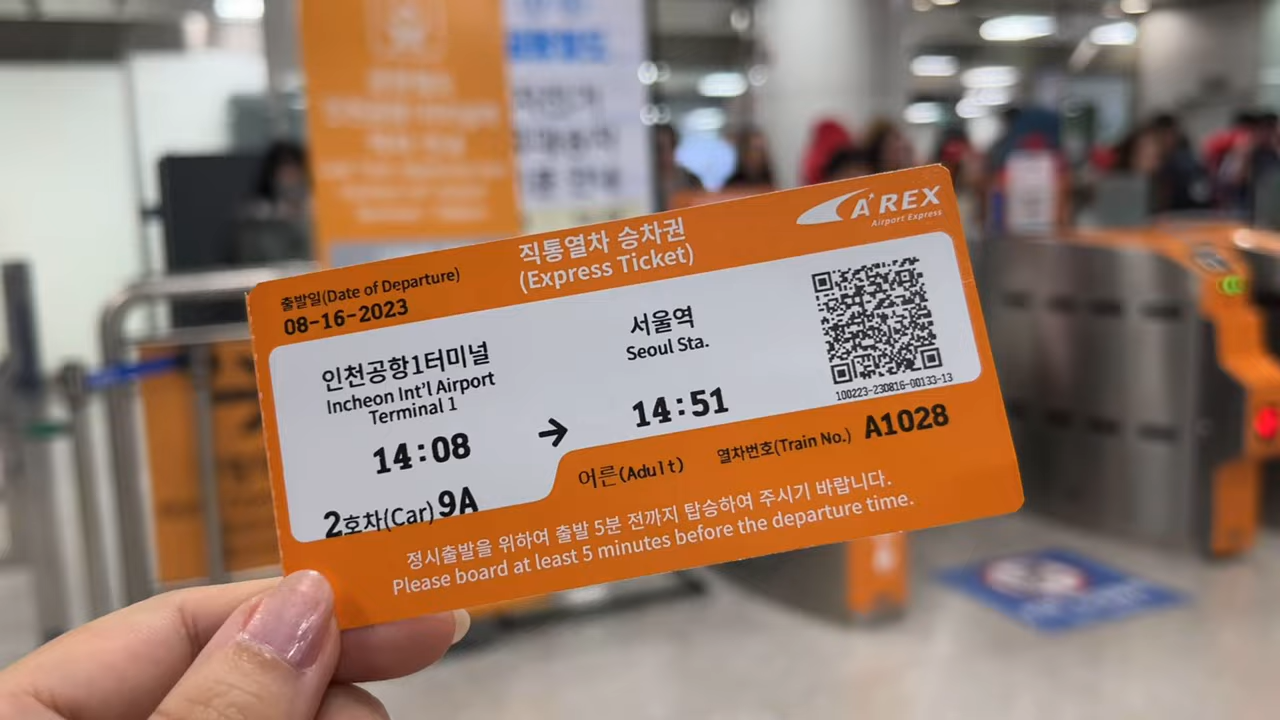 A'REX
Airport Express
직통열차 승차권
(Express Ticket)
출발일(Date of Departure)
08-16-2023
인천공항1터미널
Incheon Int'l Airport
Terminal 1
14:08
→
서울역
Seoul Sta.
14:51
100223-230816-00133-13
2호차(Car) 9A
어른(Adult)
열차번호(Train No.) A1028
정시출발을 위하여 출발 5분 전까지 탑승하여 주시기 바랍니다.
Please board at least 5 minutes before the departure time.